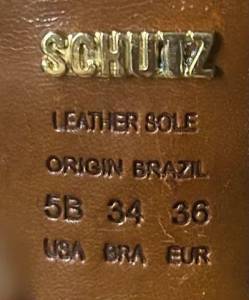 SCHUTZ
LEATHER SOLE
ORIGIN BRAZIL
5B 34 36
USA BRA EUR